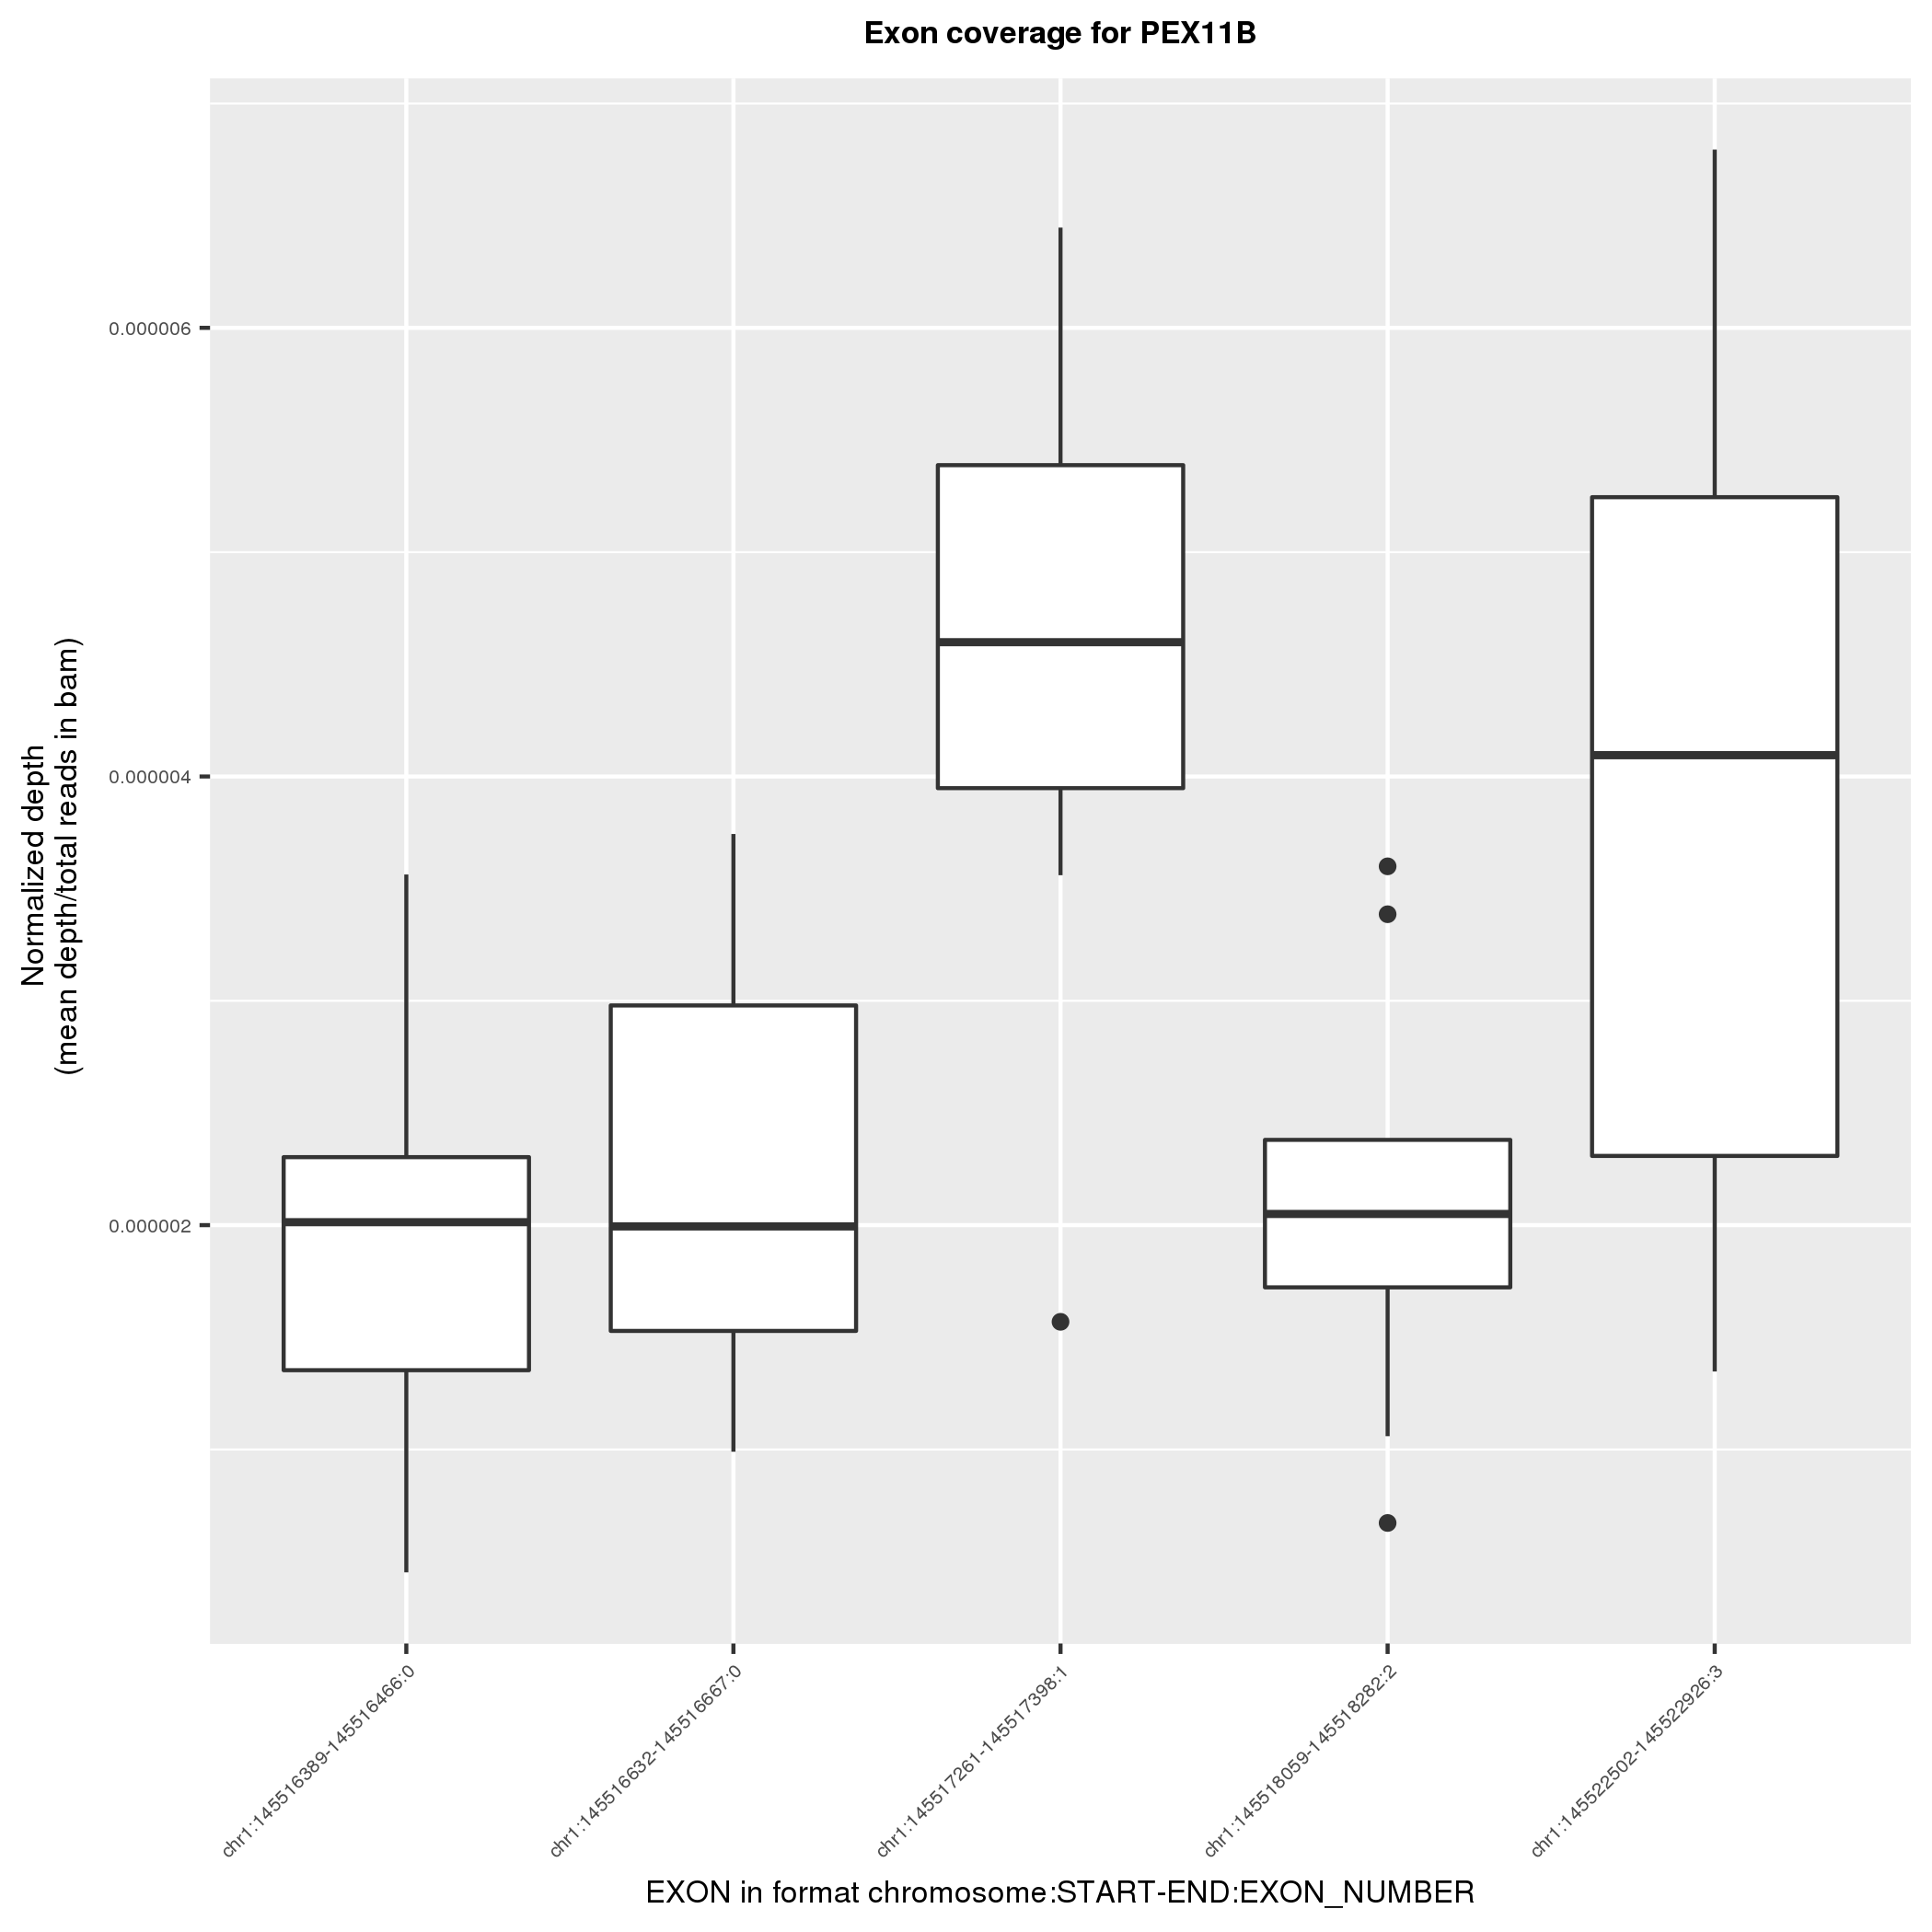 Exon coverage for PEX11B
Normalized depth
(mean depth/total reads in bam)
0.000006
0.000004
0.000002
chr1:145516389-145516466:0
chr1:145516632-145516667:0
chr1:145517261-145517398:1
chr1:145518059-145518282:2
chr1:145522502-145522926:3
EXON in format chromosome:START-END:EXON_NUMBER